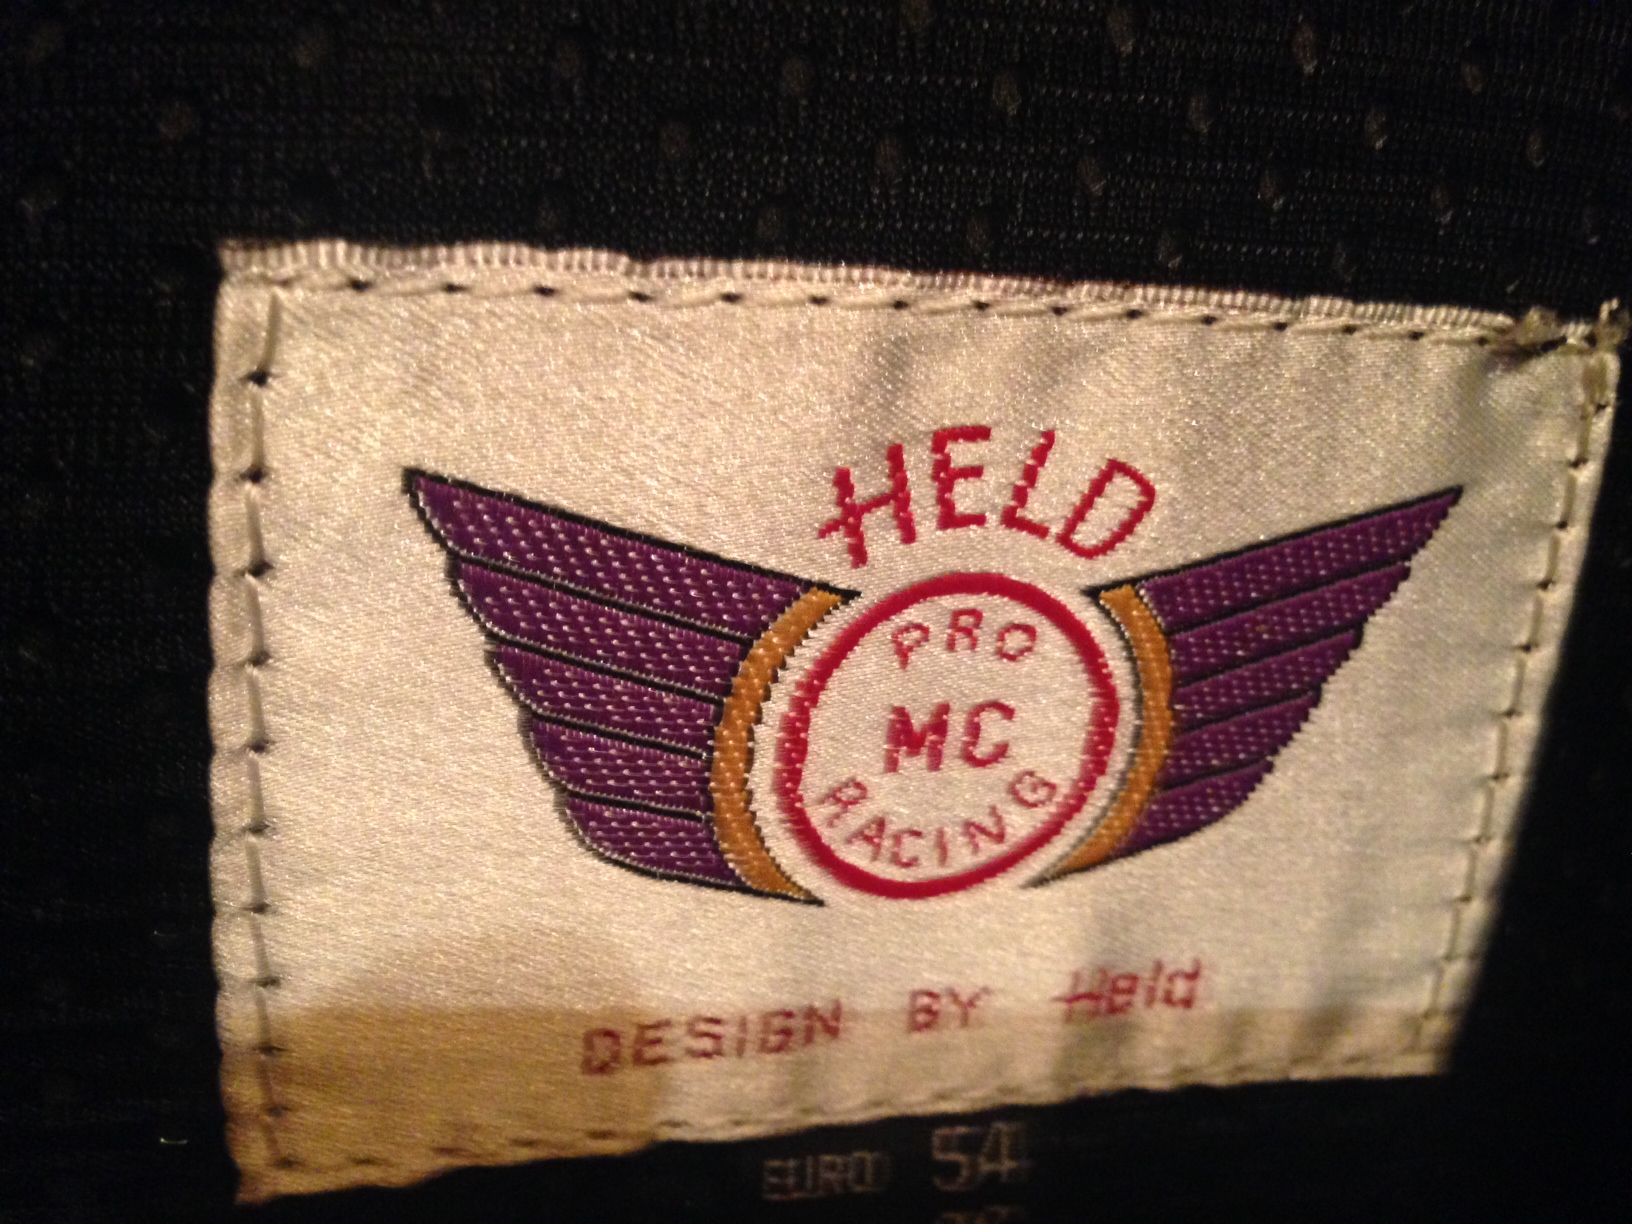 HELD
PRO
MC
RACING
DESIGN BY Held
EURO 54